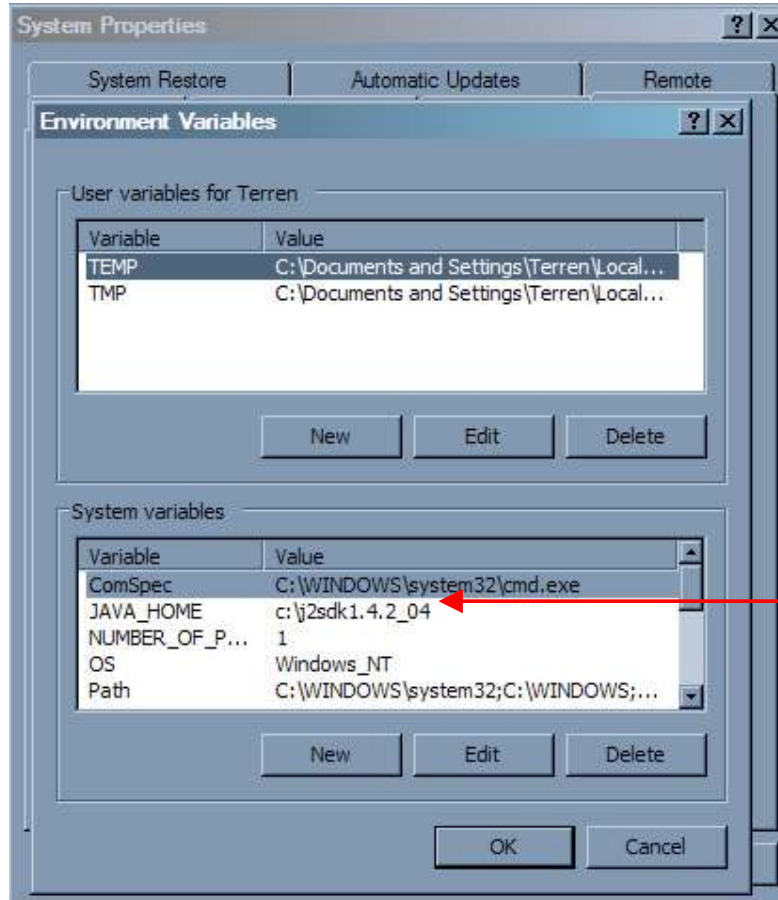 System Properties
System Restore Automatic Updates Remote
Environment Variables
User variables for Terren
Variable Value
TEMP C:\Documents and Settings\Terren\Local...
TMP C:\Documents and Settings\Terren\Local...
New Edit Delete
System variables
Variable Value
ComSpec C:\WINDOWS\system32\cmd.exe
JAVA_HOME c:\j2sdk1.4.2_04
NUMBER_OF_P... 1
OS Windows_NT
Path C:\WINDOWS\system32;C:\WINDOWS;...
New Edit Delete
OK Cancel